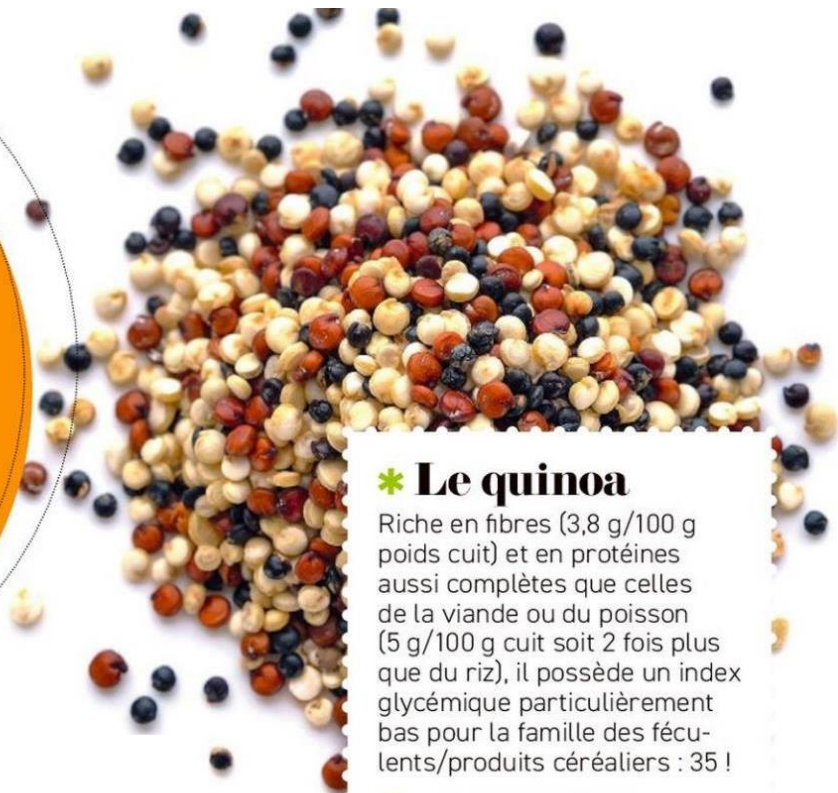 * Le quinoa
Riche en fibres (3,8 g/100 g
poids cuit) et en protéines
aussi complètes que celles
de la viande ou du poisson
(5 g/100 g cuit soit 2 fois plus
que du riz), il possède un index
glycémique particulièrement
bas pour la famille des fécu-
lents/produits céréaliers : 35 !